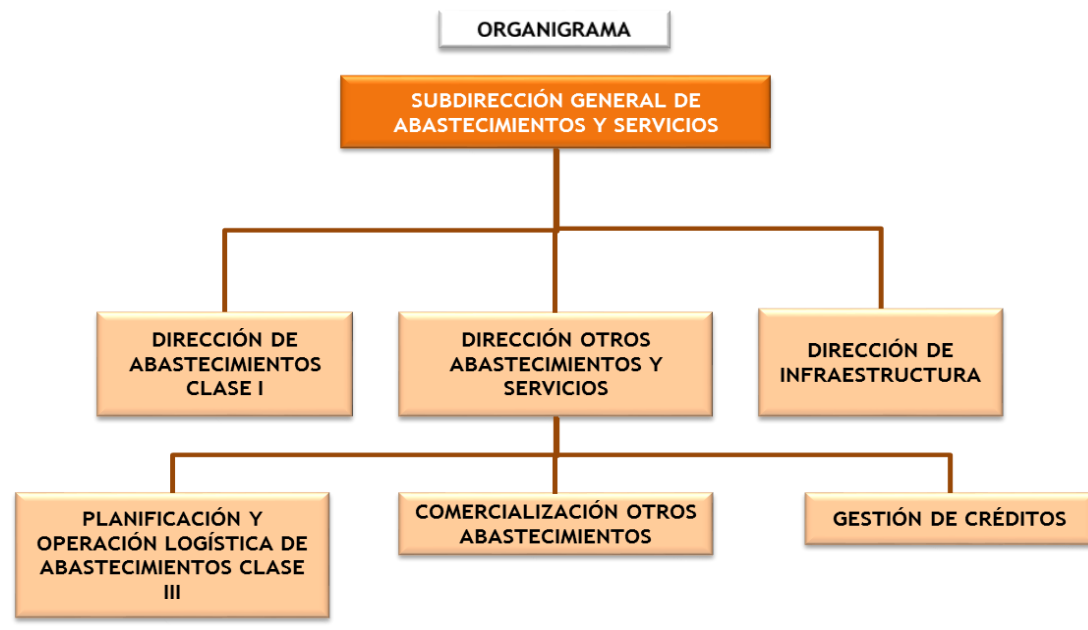 ORGANIGRAMA
SUBDIRECCIÓN GENERAL DE
ABASTECIMIENTOS Y SERVICIOS
DIRECCIÓN DE
ABASTECIMIENTOS
CLASE I
DIRECCIÓN OTROS
ABASTECIMIENTOS Y
SERVICIOS
DIRECCIÓN DE
INFRAESTRUCTURA
PLANIFICACIÓN Y
OPERACIÓN LOGÍSTICA DE
ABASTECIMIENTOS CLASE
III
COMERCIALIZACIÓN OTROS
ABASTECIMIENTOS
GESTIÓN DE CRÉDITOS